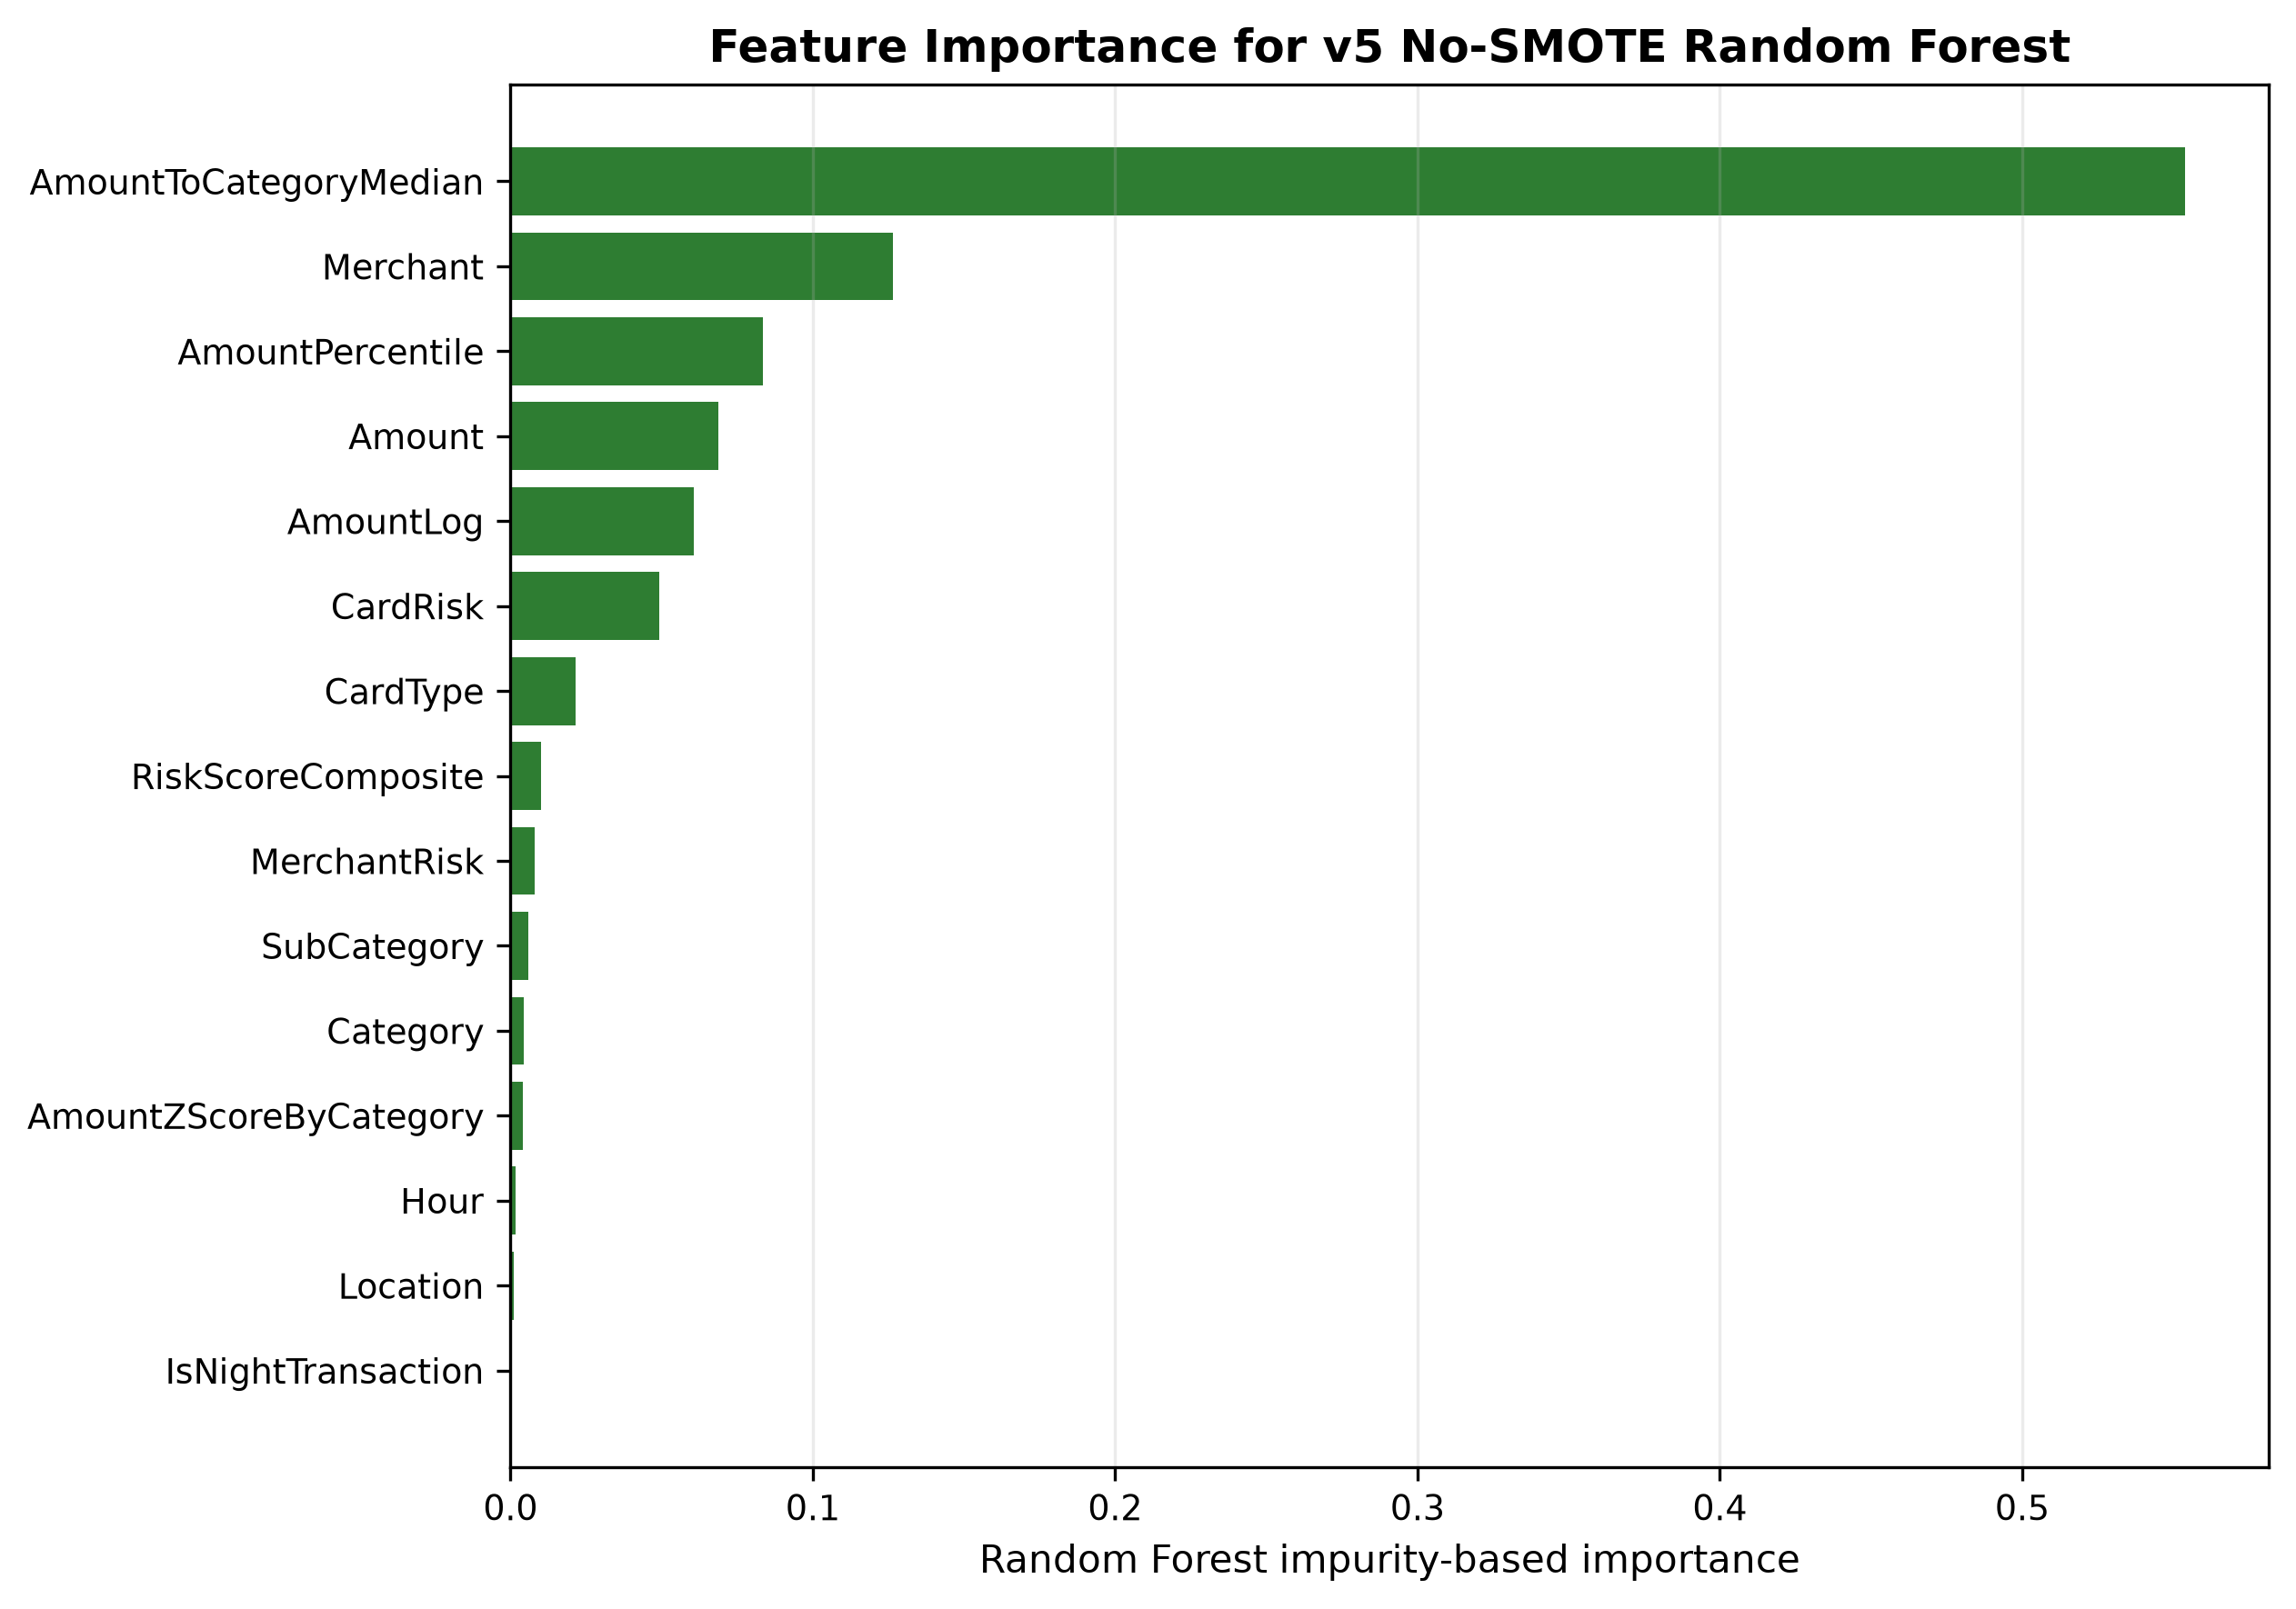 Feature Importance for v5 No-SMOTE Random Forest
AmountToCategoryMedian
Merchant
AmountPercentile
Amount
AmountLog
CardRisk
CardType
RiskScoreComposite
MerchantRisk
SubCategory
Category
AmountZScoreByCategory
Hour
Location
IsNightTransaction
0.0 0.1 0.2 0.3 0.4 0.5
Random Forest impurity-based importance